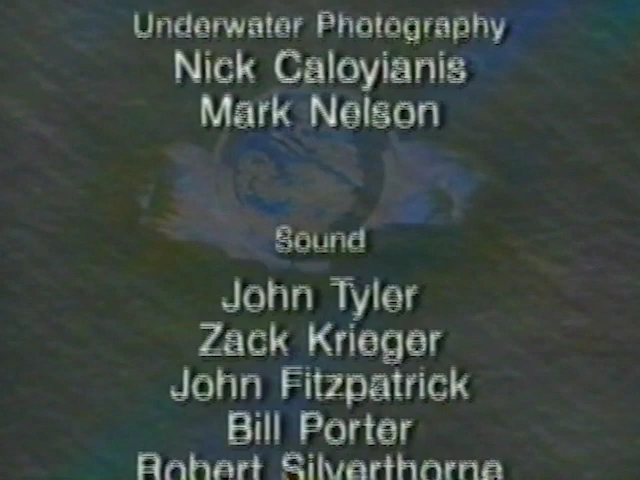 Underwater Photography
Nick Caloyianis
Mark Nelson
Sound
John Tyler
Zack Krieger
John Fitzpatrick
Bill Porter
Robert Silverthorne